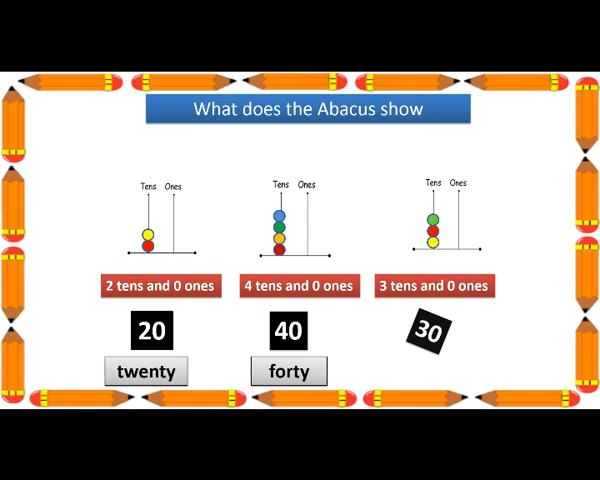 What does the Abacus show
Tens Ones
Tens Ones
Tens Ones
2 tens and 0 ones
4 tens and 0 ones
3 tens and 0 ones
20
40
30
twenty
forty